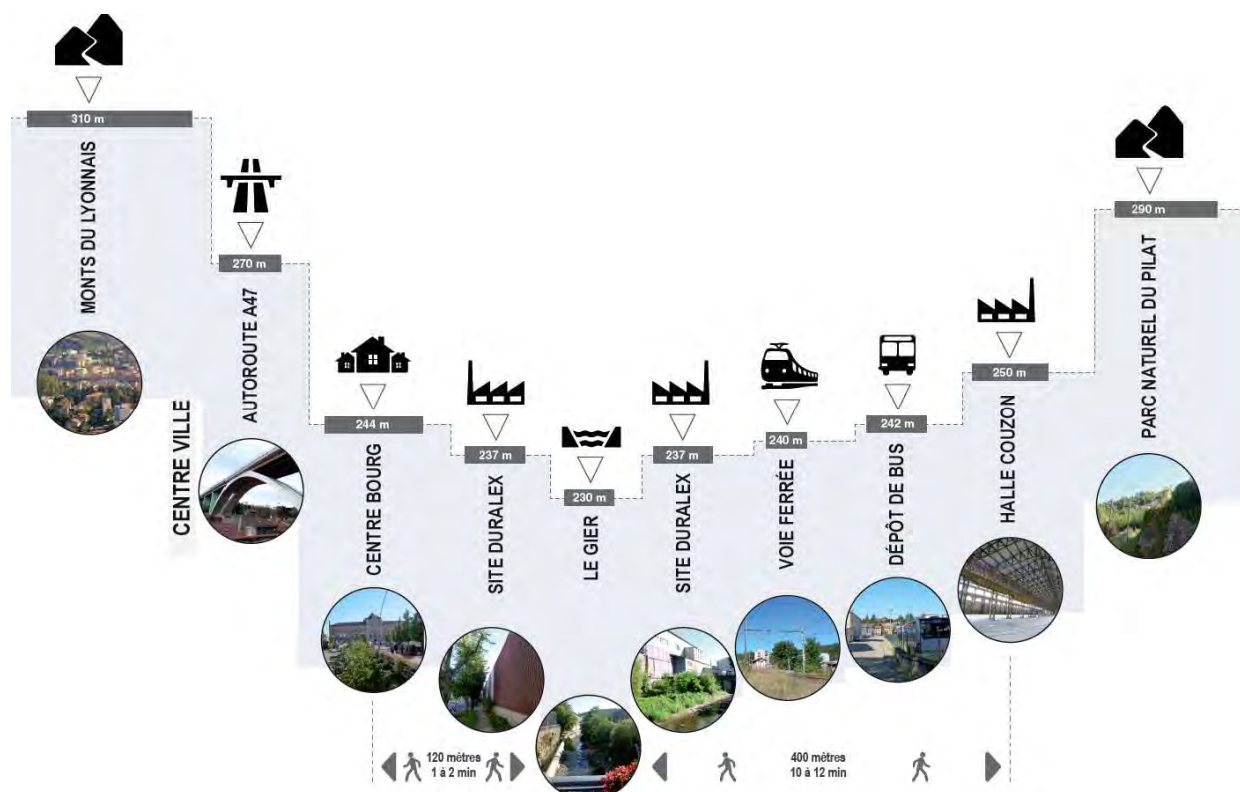 310 m
MONTS DU LYONNAIS
CENTRE VILLE
270 m
AUTOROUTE A47
244 m
CENTRE BOURG
237 m
SITE DURALEX
230 m
LE GIER
237 m
SITE DURALEX
240 m
VOIE FERRÉE
242 m
DÉPÔT DE BUS
250 m
HALLE COUZON
290 m
PARC NATUREL DU PILAT
120 mètres
1 à 2 min
400 mètres
10 à 12 min